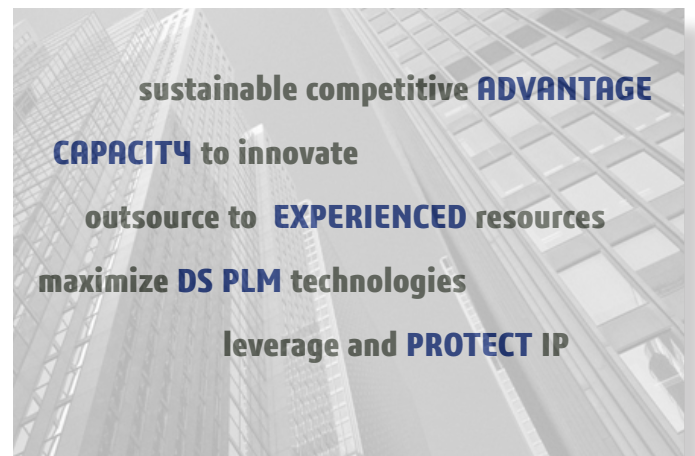 sustainable competitive ADVANTAGE
CAPACITY to innovate
outsource to EXPERIENCED resources
maximize DS PLM technologies
leverage and PROTECT IP